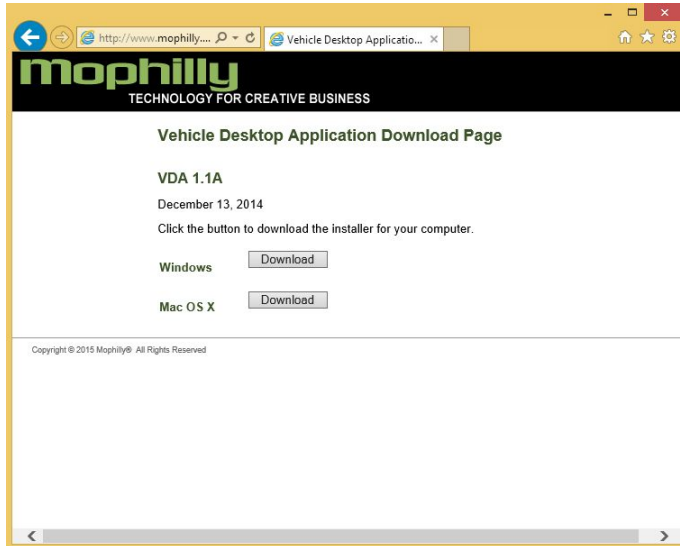 http://www.mophilly....
Vehicle Desktop Applicatio...
mophilly
TECHNOLOGY FOR CREATIVE BUSINESS
Vehicle Desktop Application Download Page
VDA 1.1A
December 13, 2014
Click the button to download the installer for your computer.
Windows Download
Mac OS X Download
Copyright © 2015 Mophilly® All Rights Reserved